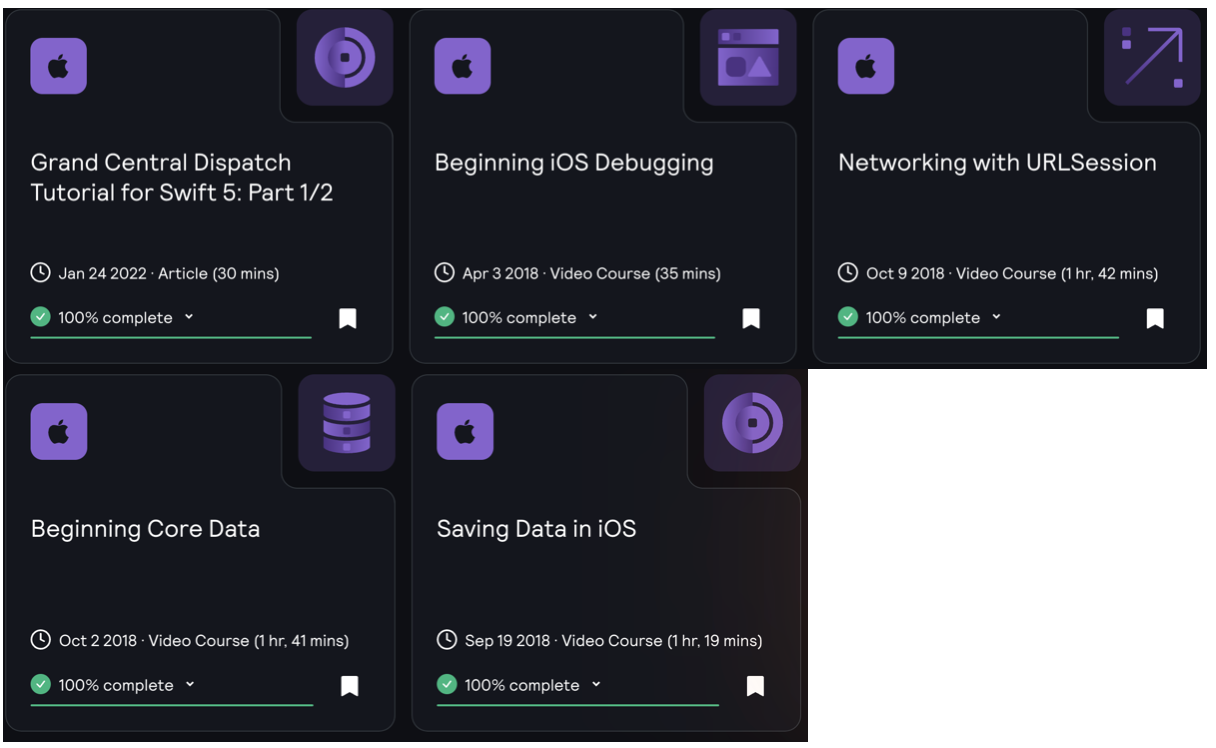 Grand Central Dispatch
Tutorial for Swift 5: Part 1/2
Jan 24 2022 · Article (30 mins)
100% complete
Beginning iOS Debugging
Apr 3 2018 · Video Course (35 mins)
100% complete
Networking with URLSession
Oct 9 2018 · Video Course (1 hr, 42 mins)
100% complete
Beginning Core Data
Oct 2 2018 · Video Course (1 hr, 41 mins)
100% complete
Saving Data in iOS
Sep 19 2018 · Video Course (1 hr, 19 mins)
100% complete